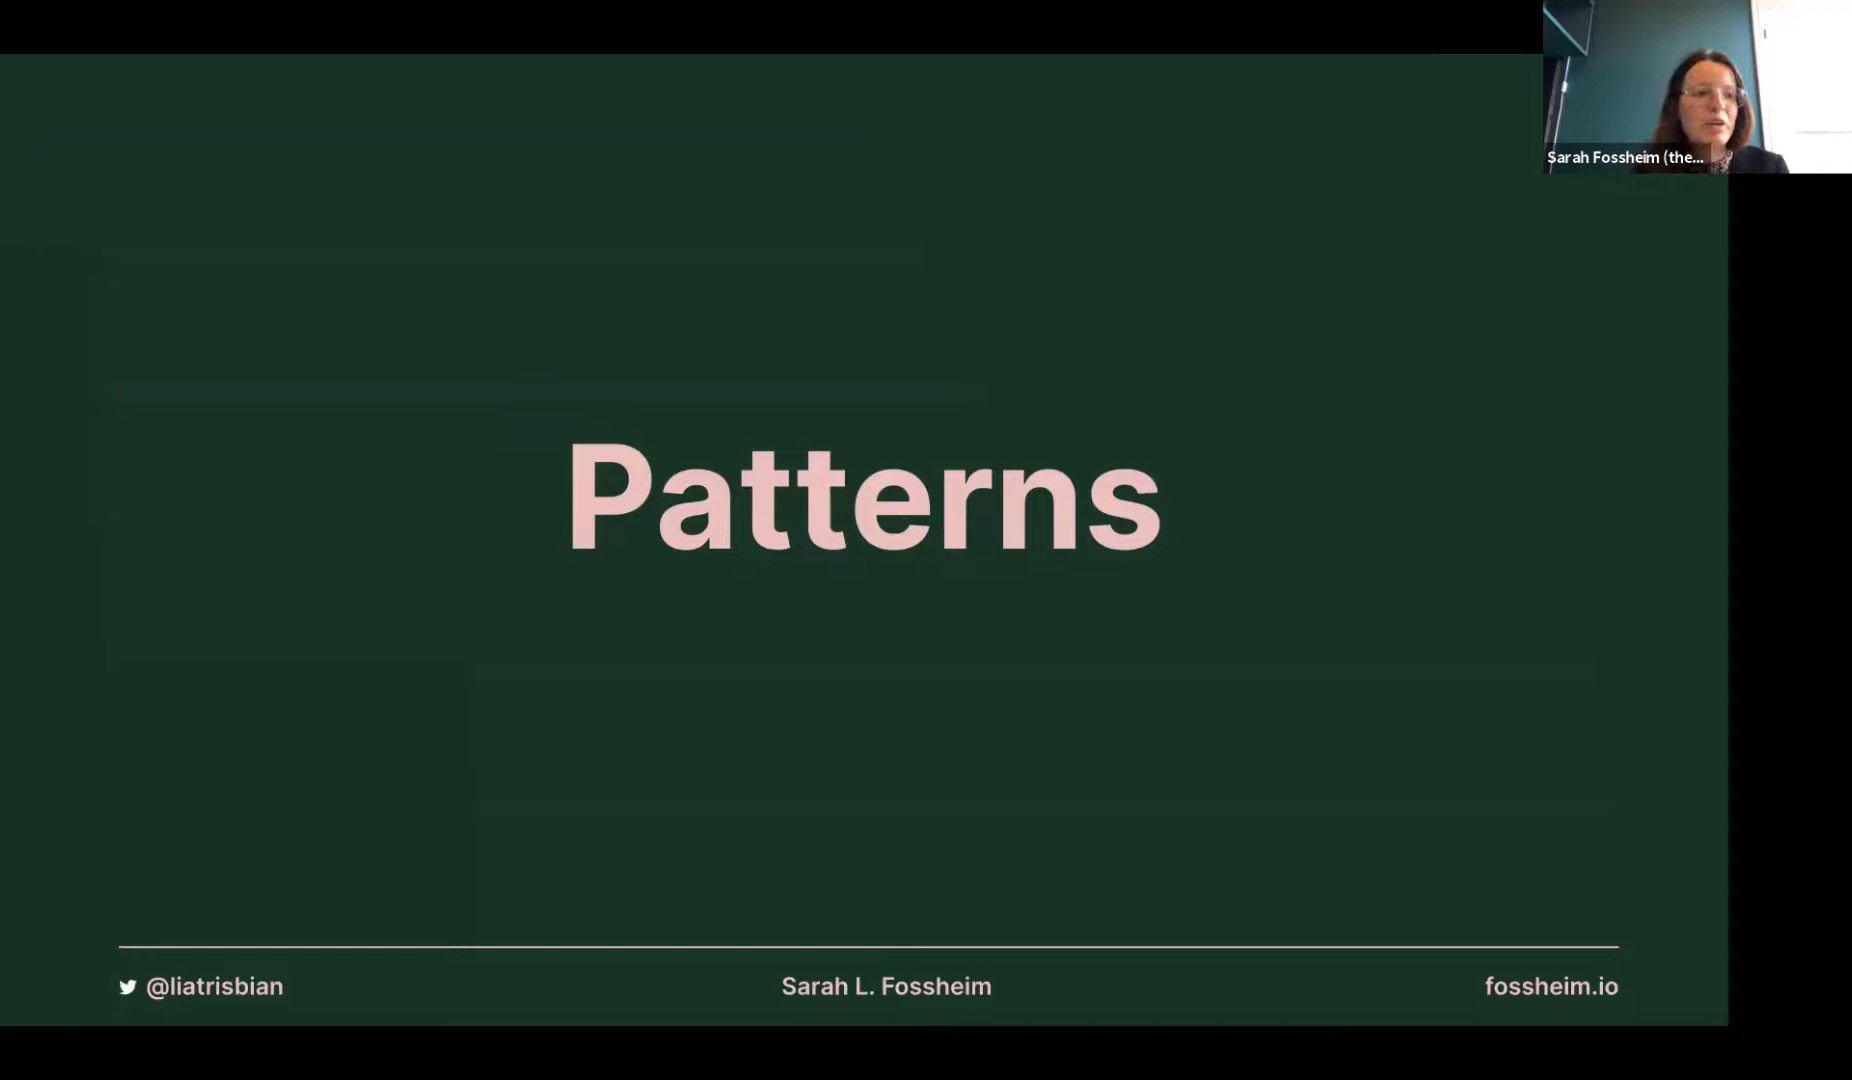 Sarah Fossheim (the...
Patterns
@liatrisbian
Sarah L. Fossheim
fossheim.io